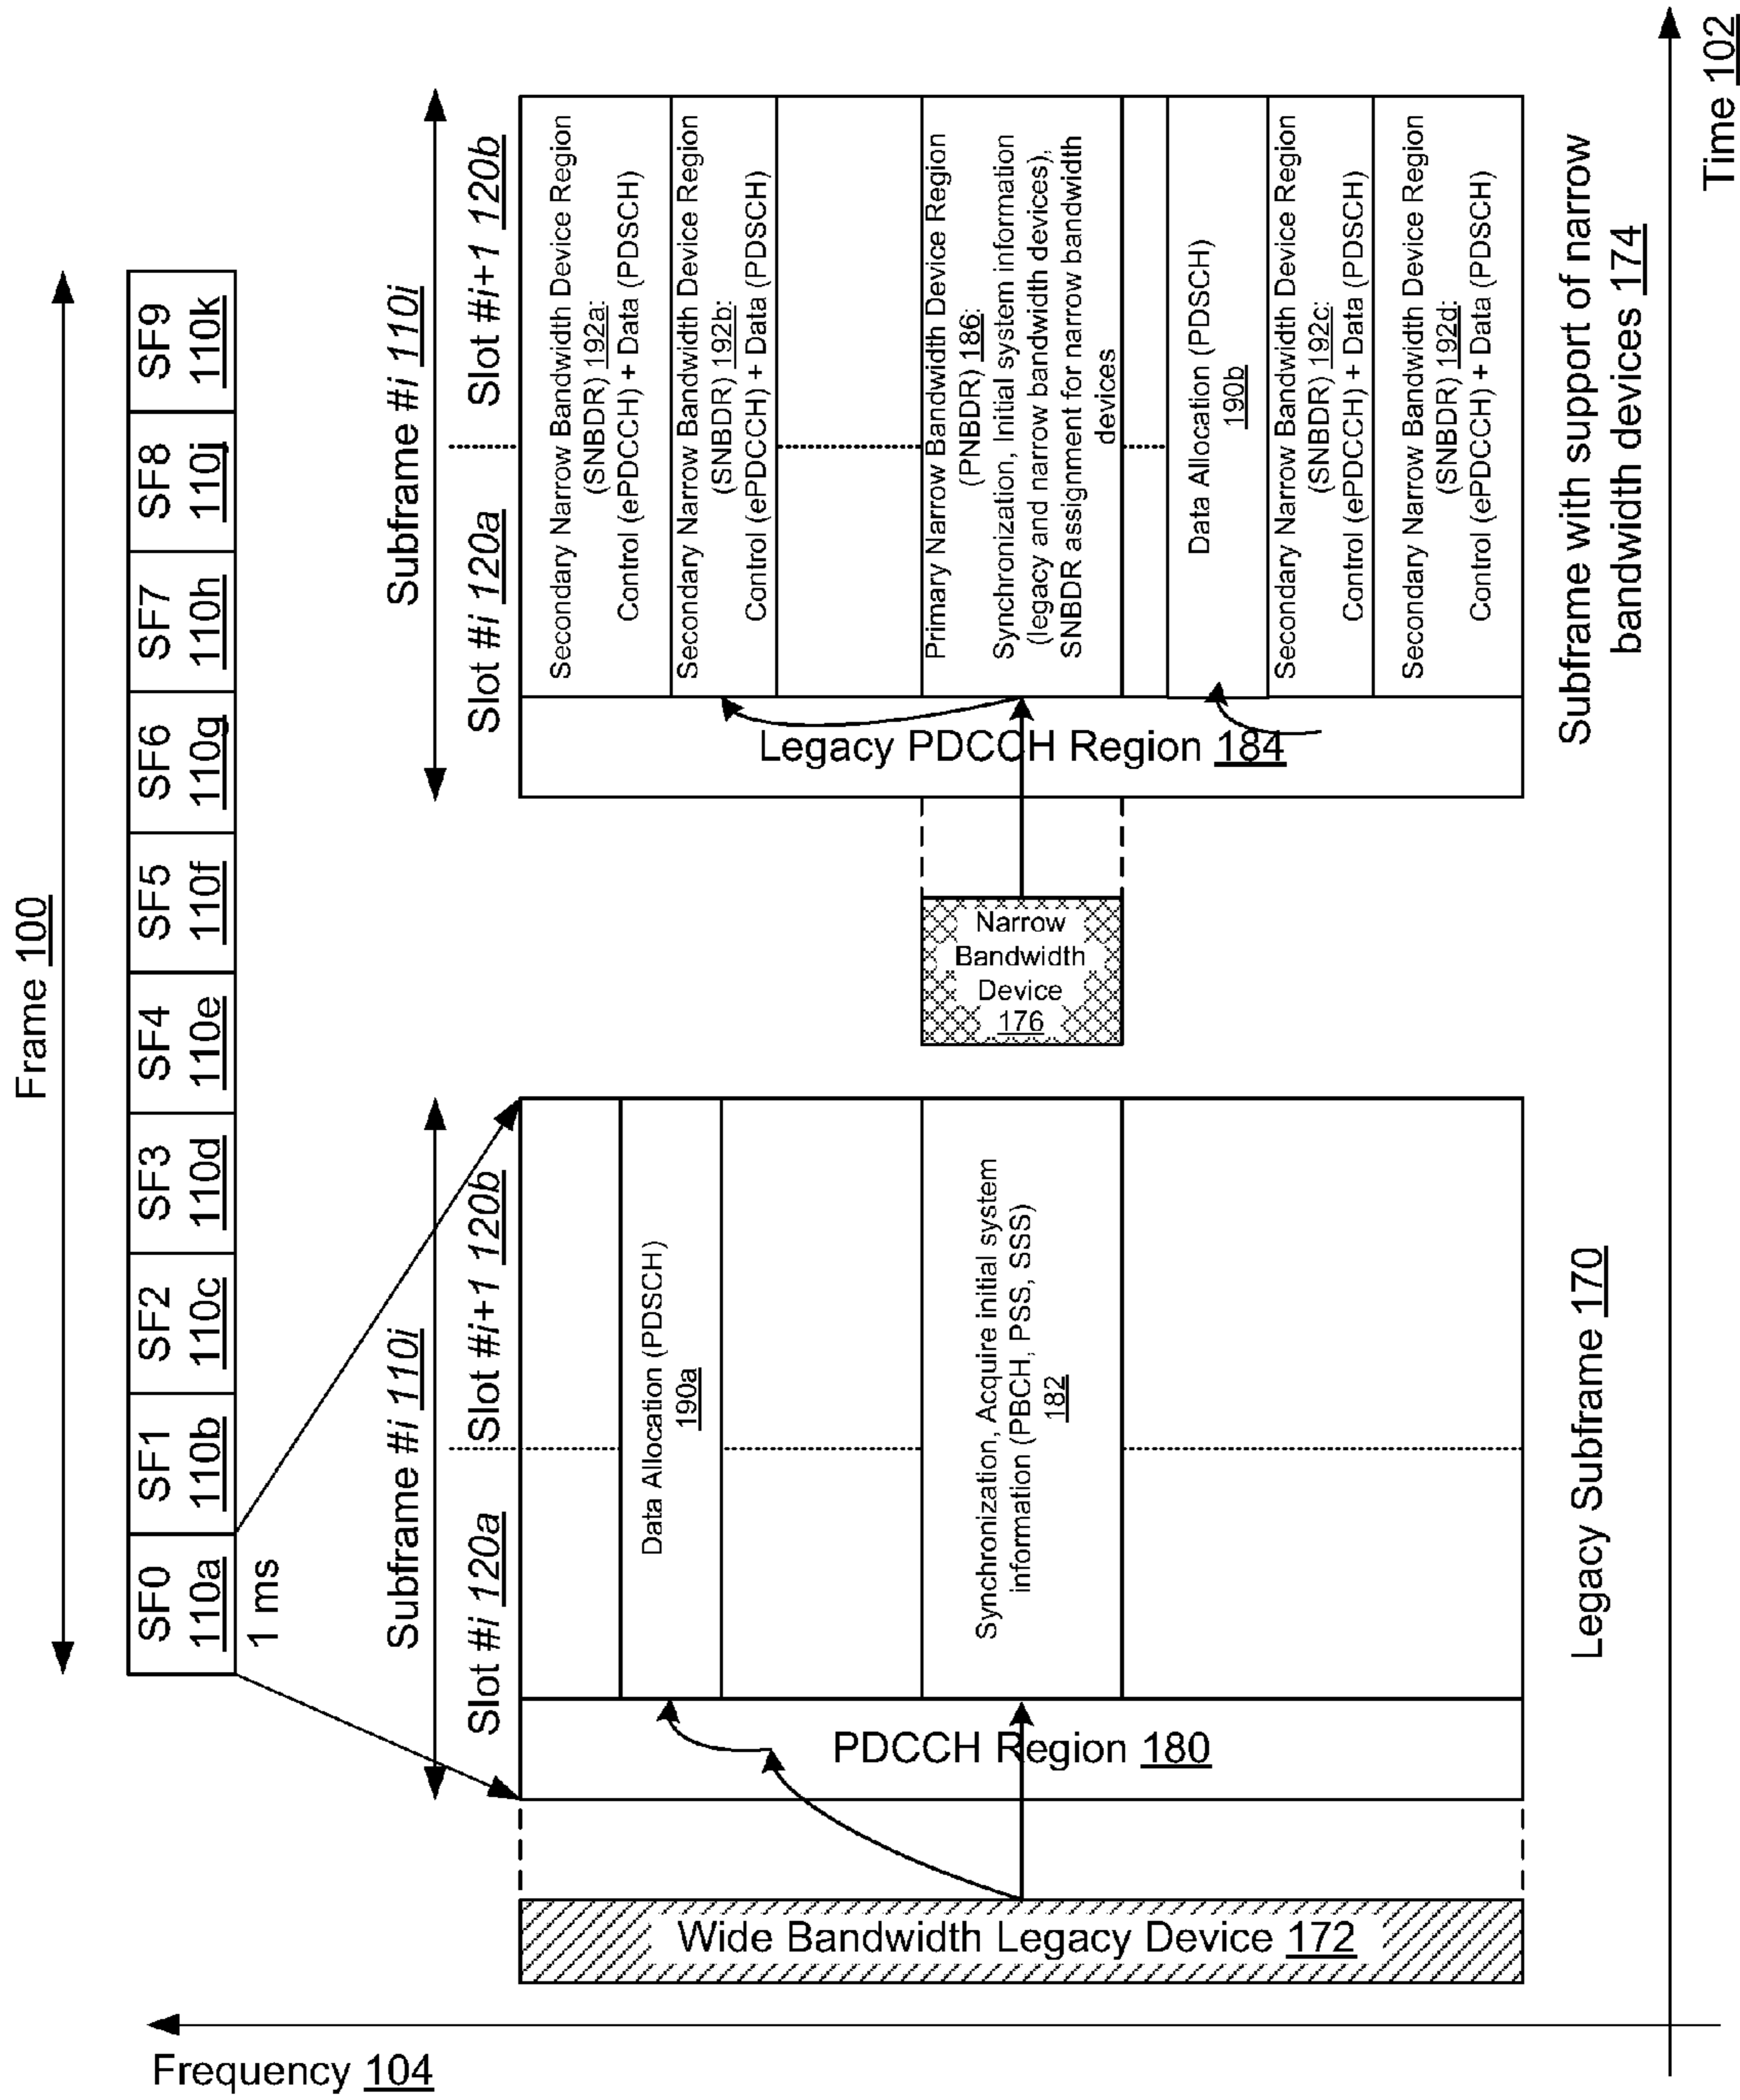 Frame 100
SF0
110a
SF1
110b
SF2
110c
SF3
110d
SF4
110e
SF5
110f
SF6
110g
SF7
110h
SF8
110j
SF9
110k
1 ms
Subframe #i 110i
Slot #i 120a
Slot #i+1 120b
Data Allocation (PDSCH)
190a
Synchronization, Acquire initial system
information (PBCH, PSS, SSS)
182
PDCCH Region 180
Wide Bandwidth Legacy Device 172
Legacy Subframe 170
Narrow
Bandwidth
Device
176
Subframe #i 110i
Slot #i 120a
Slot #i+1 120b
Secondary Narrow Bandwidth Device Region
(SNBDR) 192a:
Control (ePDCCH) + Data (PDSCH)
Secondary Narrow Bandwidth Device Region
(SNBDR) 192b:
Control (ePDCCH) + Data (PDSCH)
Primary Narrow Bandwidth Device Region
(PNBDR) 186:
Synchronization, Initial system information
(legacy and narrow bandwidth devices),
SNBDR assignment for narrow bandwidth
devices
Data Allocation (PDSCH)
190b
Secondary Narrow Bandwidth Device Region
(SNBDR) 192c:
Control (ePDCCH) + Data (PDSCH)
Secondary Narrow Bandwidth Device Region
(SNBDR) 192d:
Control (ePDCCH) + Data (PDSCH)
Legacy PDCCH Region 184
Subframe with support of narrow
bandwidth devices 174
Frequency 104
Time 102